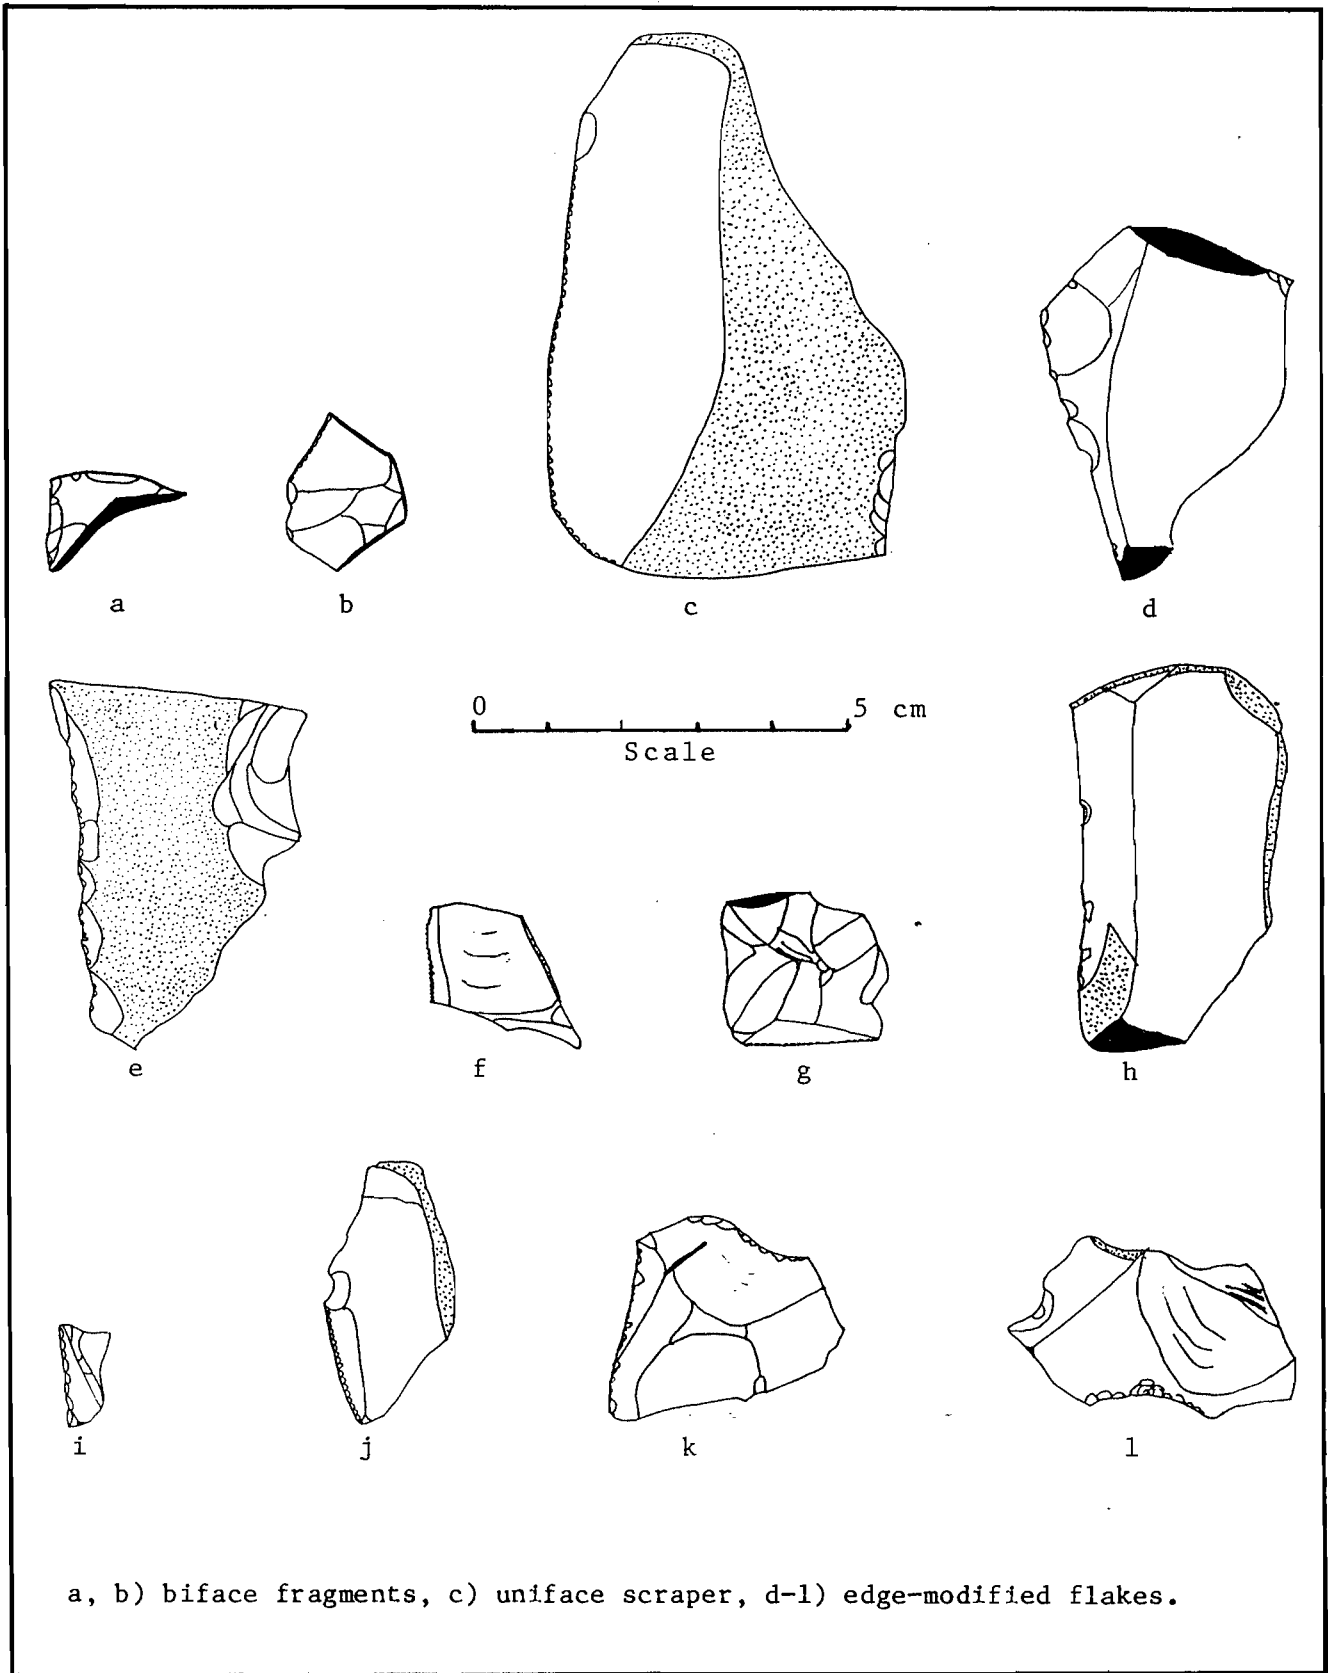 a
b
c
d
0 5 cm
Scale
e
f
g
h
i
j
k
l
a, b) biface fragments, c) uniface scraper, d-l) edge-modified flakes.